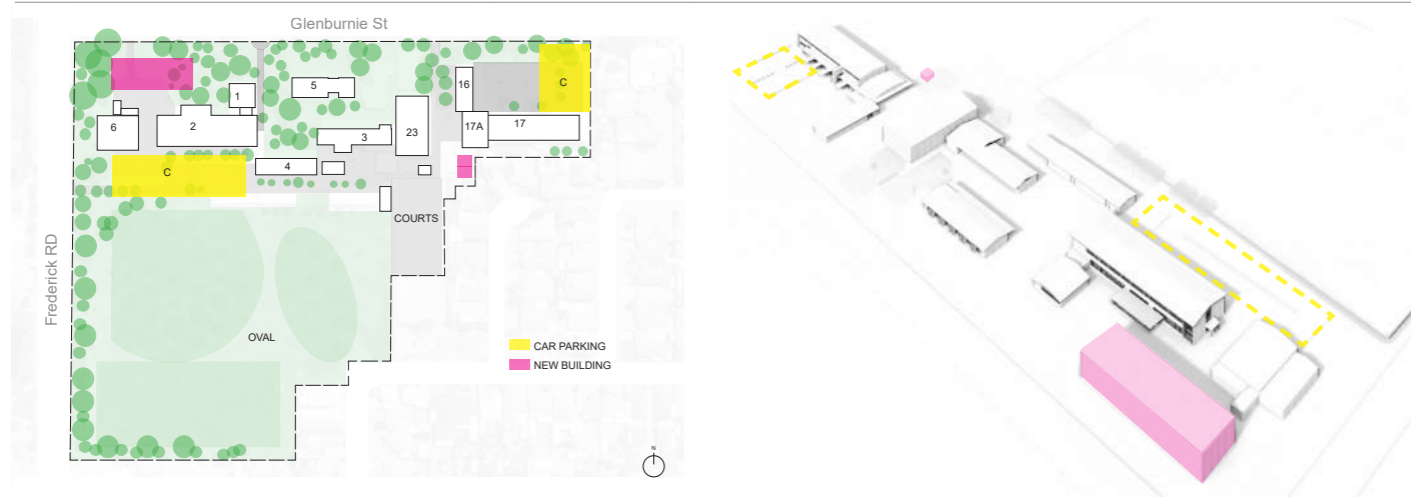 Glenburnie St
C
5
16
1
23
6
2
17A
17
3
4
C
COURTS
Frederick RD
OVAL
CAR PARKING
NEW BUILDING
N